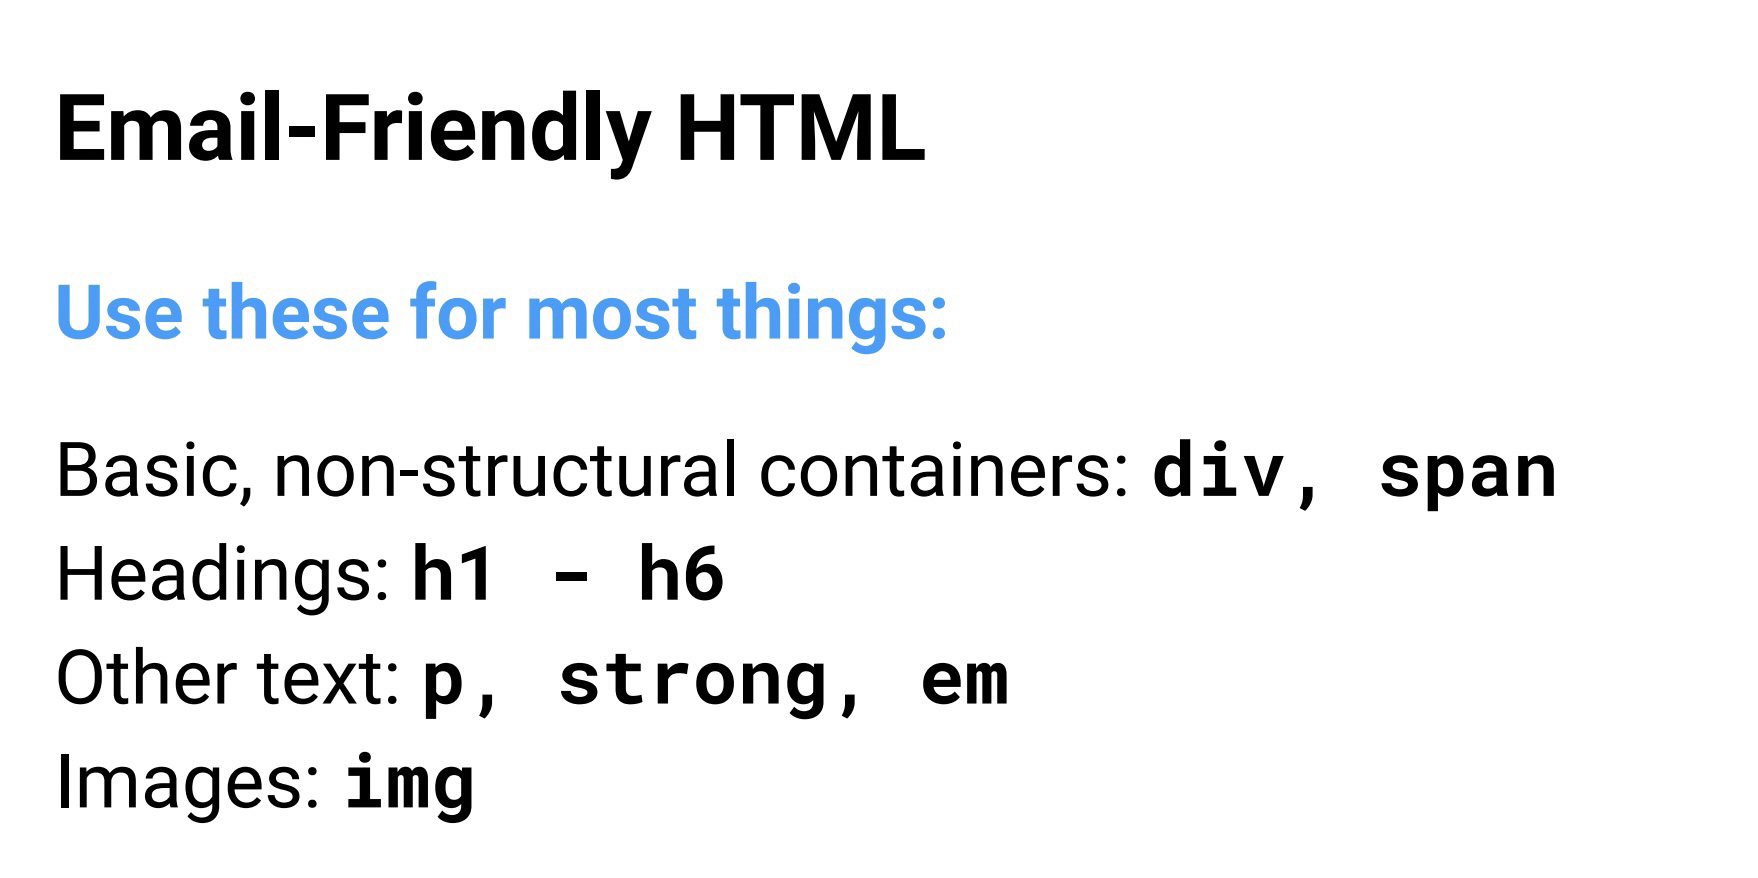 Email-Friendly HTML
Use these for most things:
Basic, non-structural containers: div, span
Headings: h1 - h6
Other text: p, strong, em
Images: img